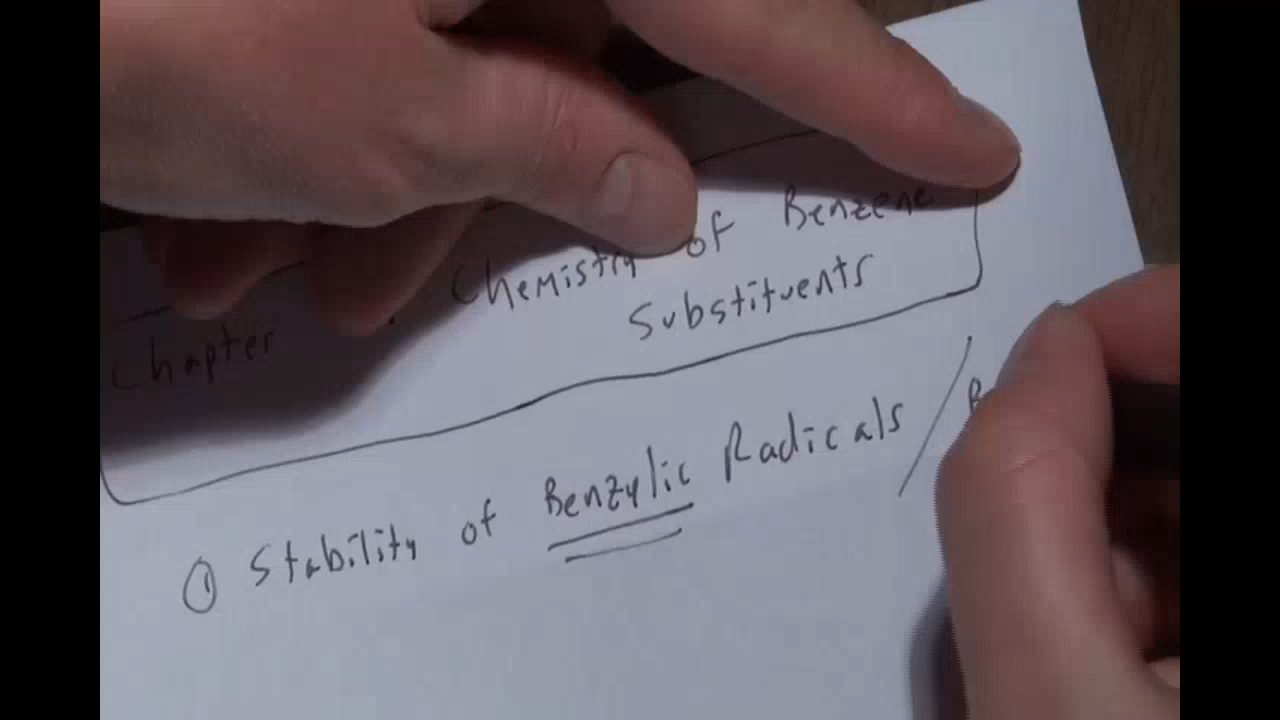 Chapter
Chemistry of Benzene
Substituents
① Stability of Benzylic Radicals /